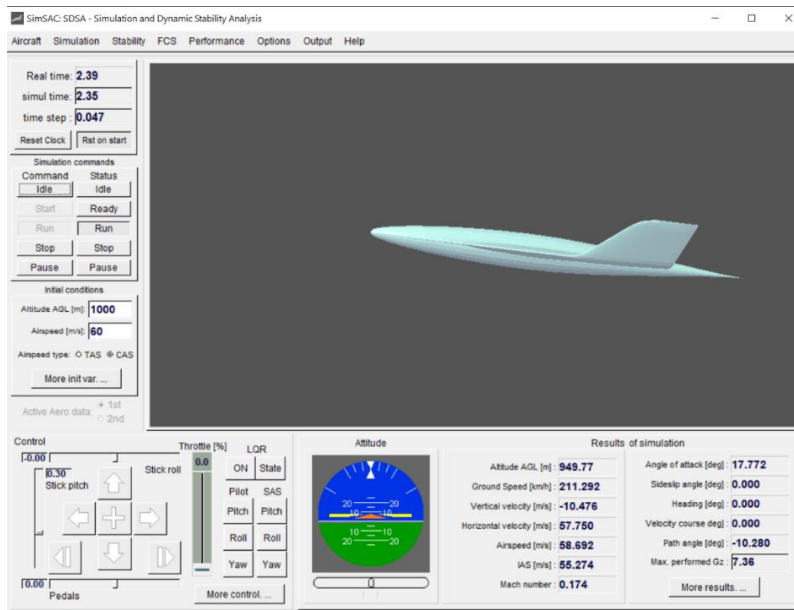 SimSAC: SDSA - Simulation and Dynamic Stability Analysis
Aircraft Simulation Stability FCS Performance Options Output Help
Real time: 2.39
simul time: 2.35
time step : 0.047
Reset Clock Rst on start
Simulation commands
Command Status
Idle Idle
Start Ready
Run Run
Stop Stop
Pause Pause
Initial conditions
Altitude AGL [m]: 1000
Airspeed [m/s]: 60
Airspeed type: TAS CAS
More init var. ...
Active Aero data: 1st
2nd
Control
-0.00
0.30
Stick pitch
Stick roll
0.00
Pedals
Throttle [%]
0.0
LQR
ON State
Pilot SAS
Pitch Pitch
Roll Roll
Yaw Yaw
More control. ...
Attitude
20 20
10 10
10 10
20 20
0
Results of simulation
Altitude AGL [m] : 949.77
Ground Speed [km/h] : 211.292
Vertical velocity [m/s] : -10.476
Horizontal velocity [m/s] : 57.750
Airspeed [m/s] : 58.692
IAS [m/s] : 55.274
Mach number : 0.174
Angle of attack [deg] : 17.772
Sideslip angle [deg] : 0.000
Heading [deg] : 0.000
Velocity course deg] : 0.000
Path angle [deg] : -10.280
Max. performed Gz : 7.36
More results. ...